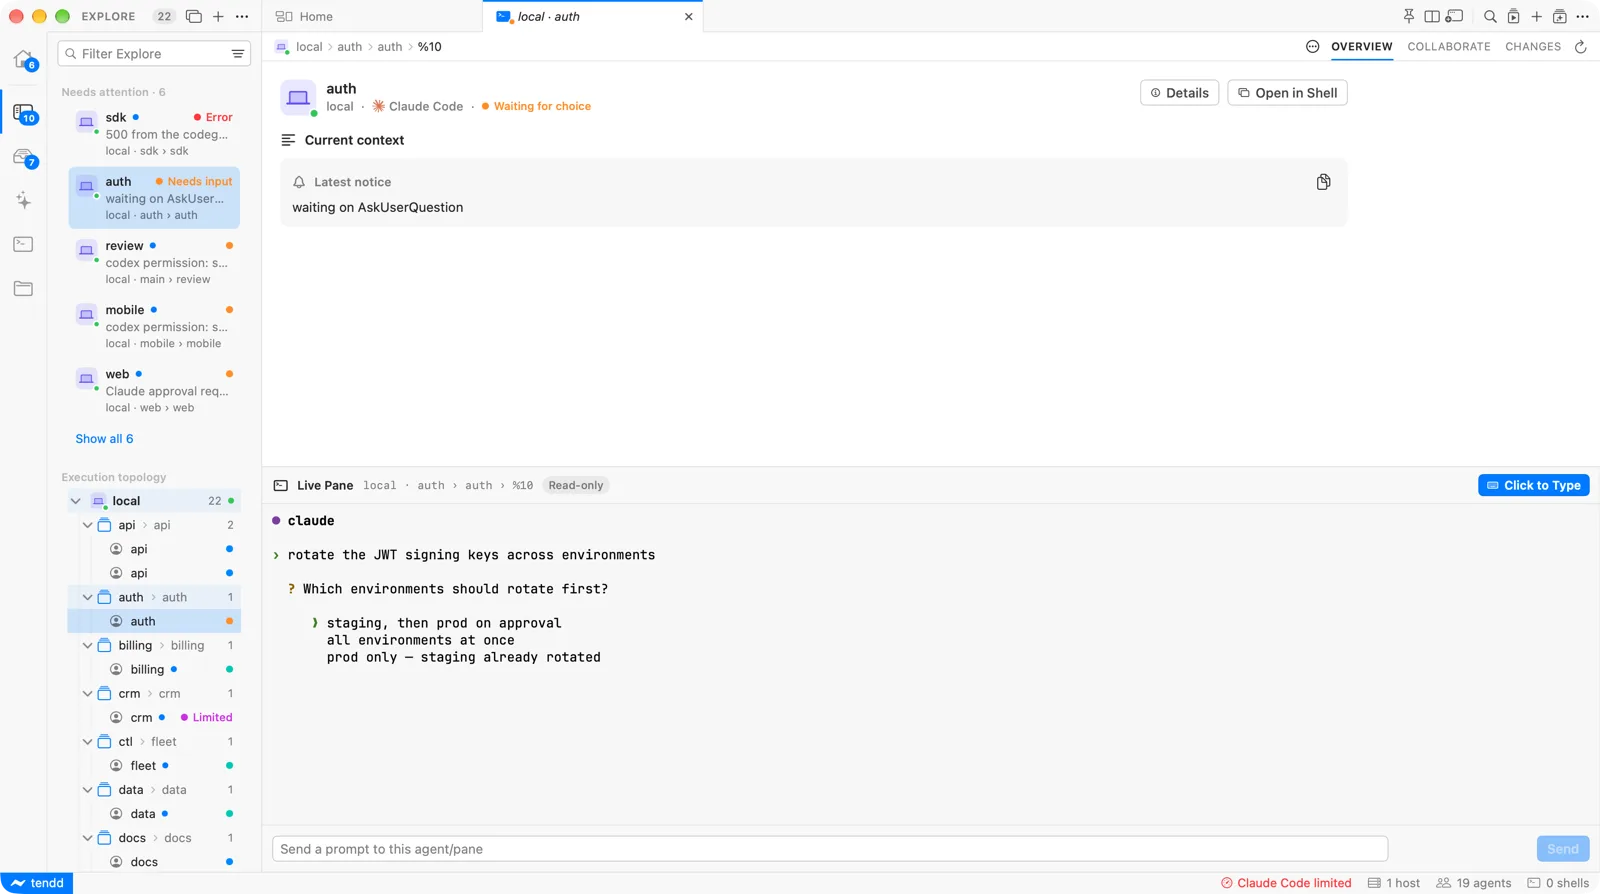 EXPLORE 22
Home
local · auth
6
10
7
Filter Explore
Needs attention · 6
sdk Error
500 from the codeg...
local · sdk › sdk
auth Needs input
waiting on AskUser...
local · auth › auth
review
codex permission: s...
local · main › review
mobile
codex permission: s...
local · mobile › mobile
web
Claude approval req...
local · web › web
Show all 6
Execution topology
local 22
api › api 2
api
api
auth › auth 1
auth
billing › billing 1
billing
crm › crm 1
crm Limited
ctl › fleet 1
fleet
data › data 1
data
docs › docs 1
docs
local › auth › auth › %10
OVERVIEW COLLABORATE CHANGES
auth
local · Claude Code · Waiting for choice
Details Open in Shell
Current context
Latest notice
waiting on AskUserQuestion
Live Pane local · auth › auth › %10 Read-only
Click to Type
claude
› rotate the JWT signing keys across environments
? Which environments should rotate first?
❯ staging, then prod on approval
all environments at once
prod only — staging already rotated
Send a prompt to this agent/pane
Send
tendd
Claude Code limited 1 host 19 agents 0 shells